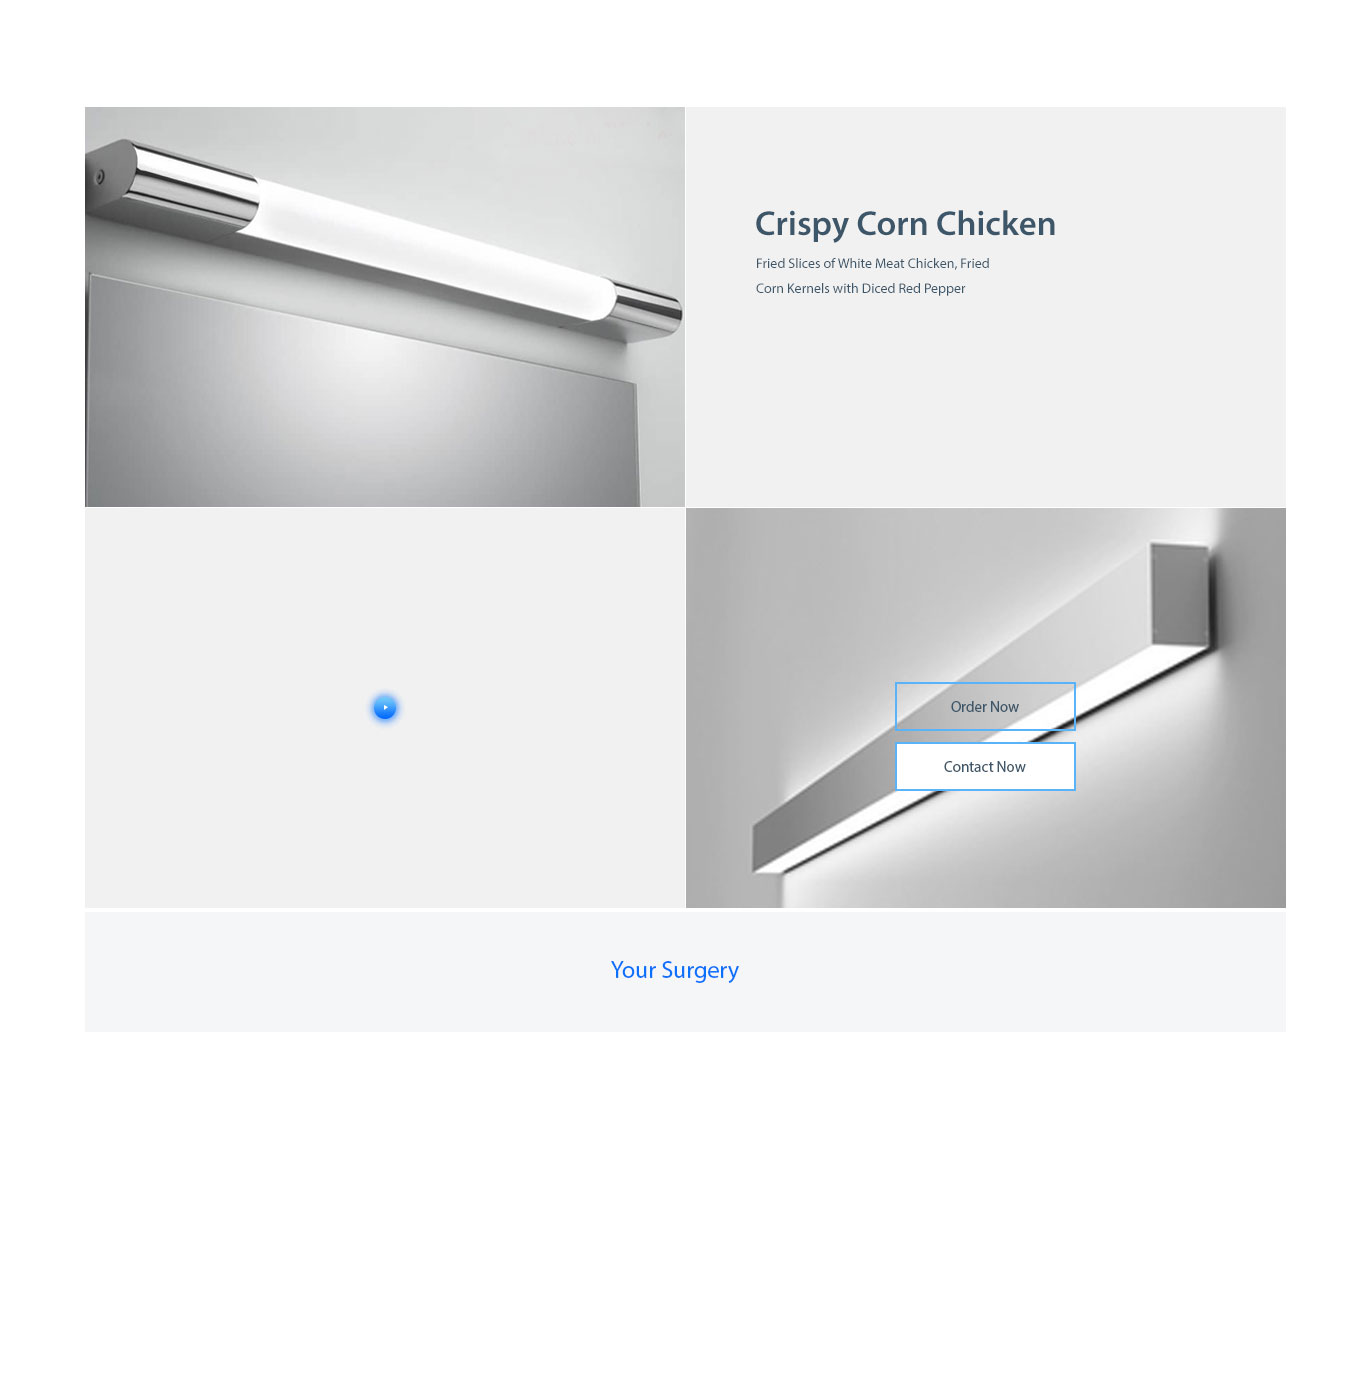 Crispy Corn Chicken
Fried Slices of White Meat Chicken, Fried
Corn Kernels with Diced Red Pepper
Order Now
Contact Now
Your Surgery